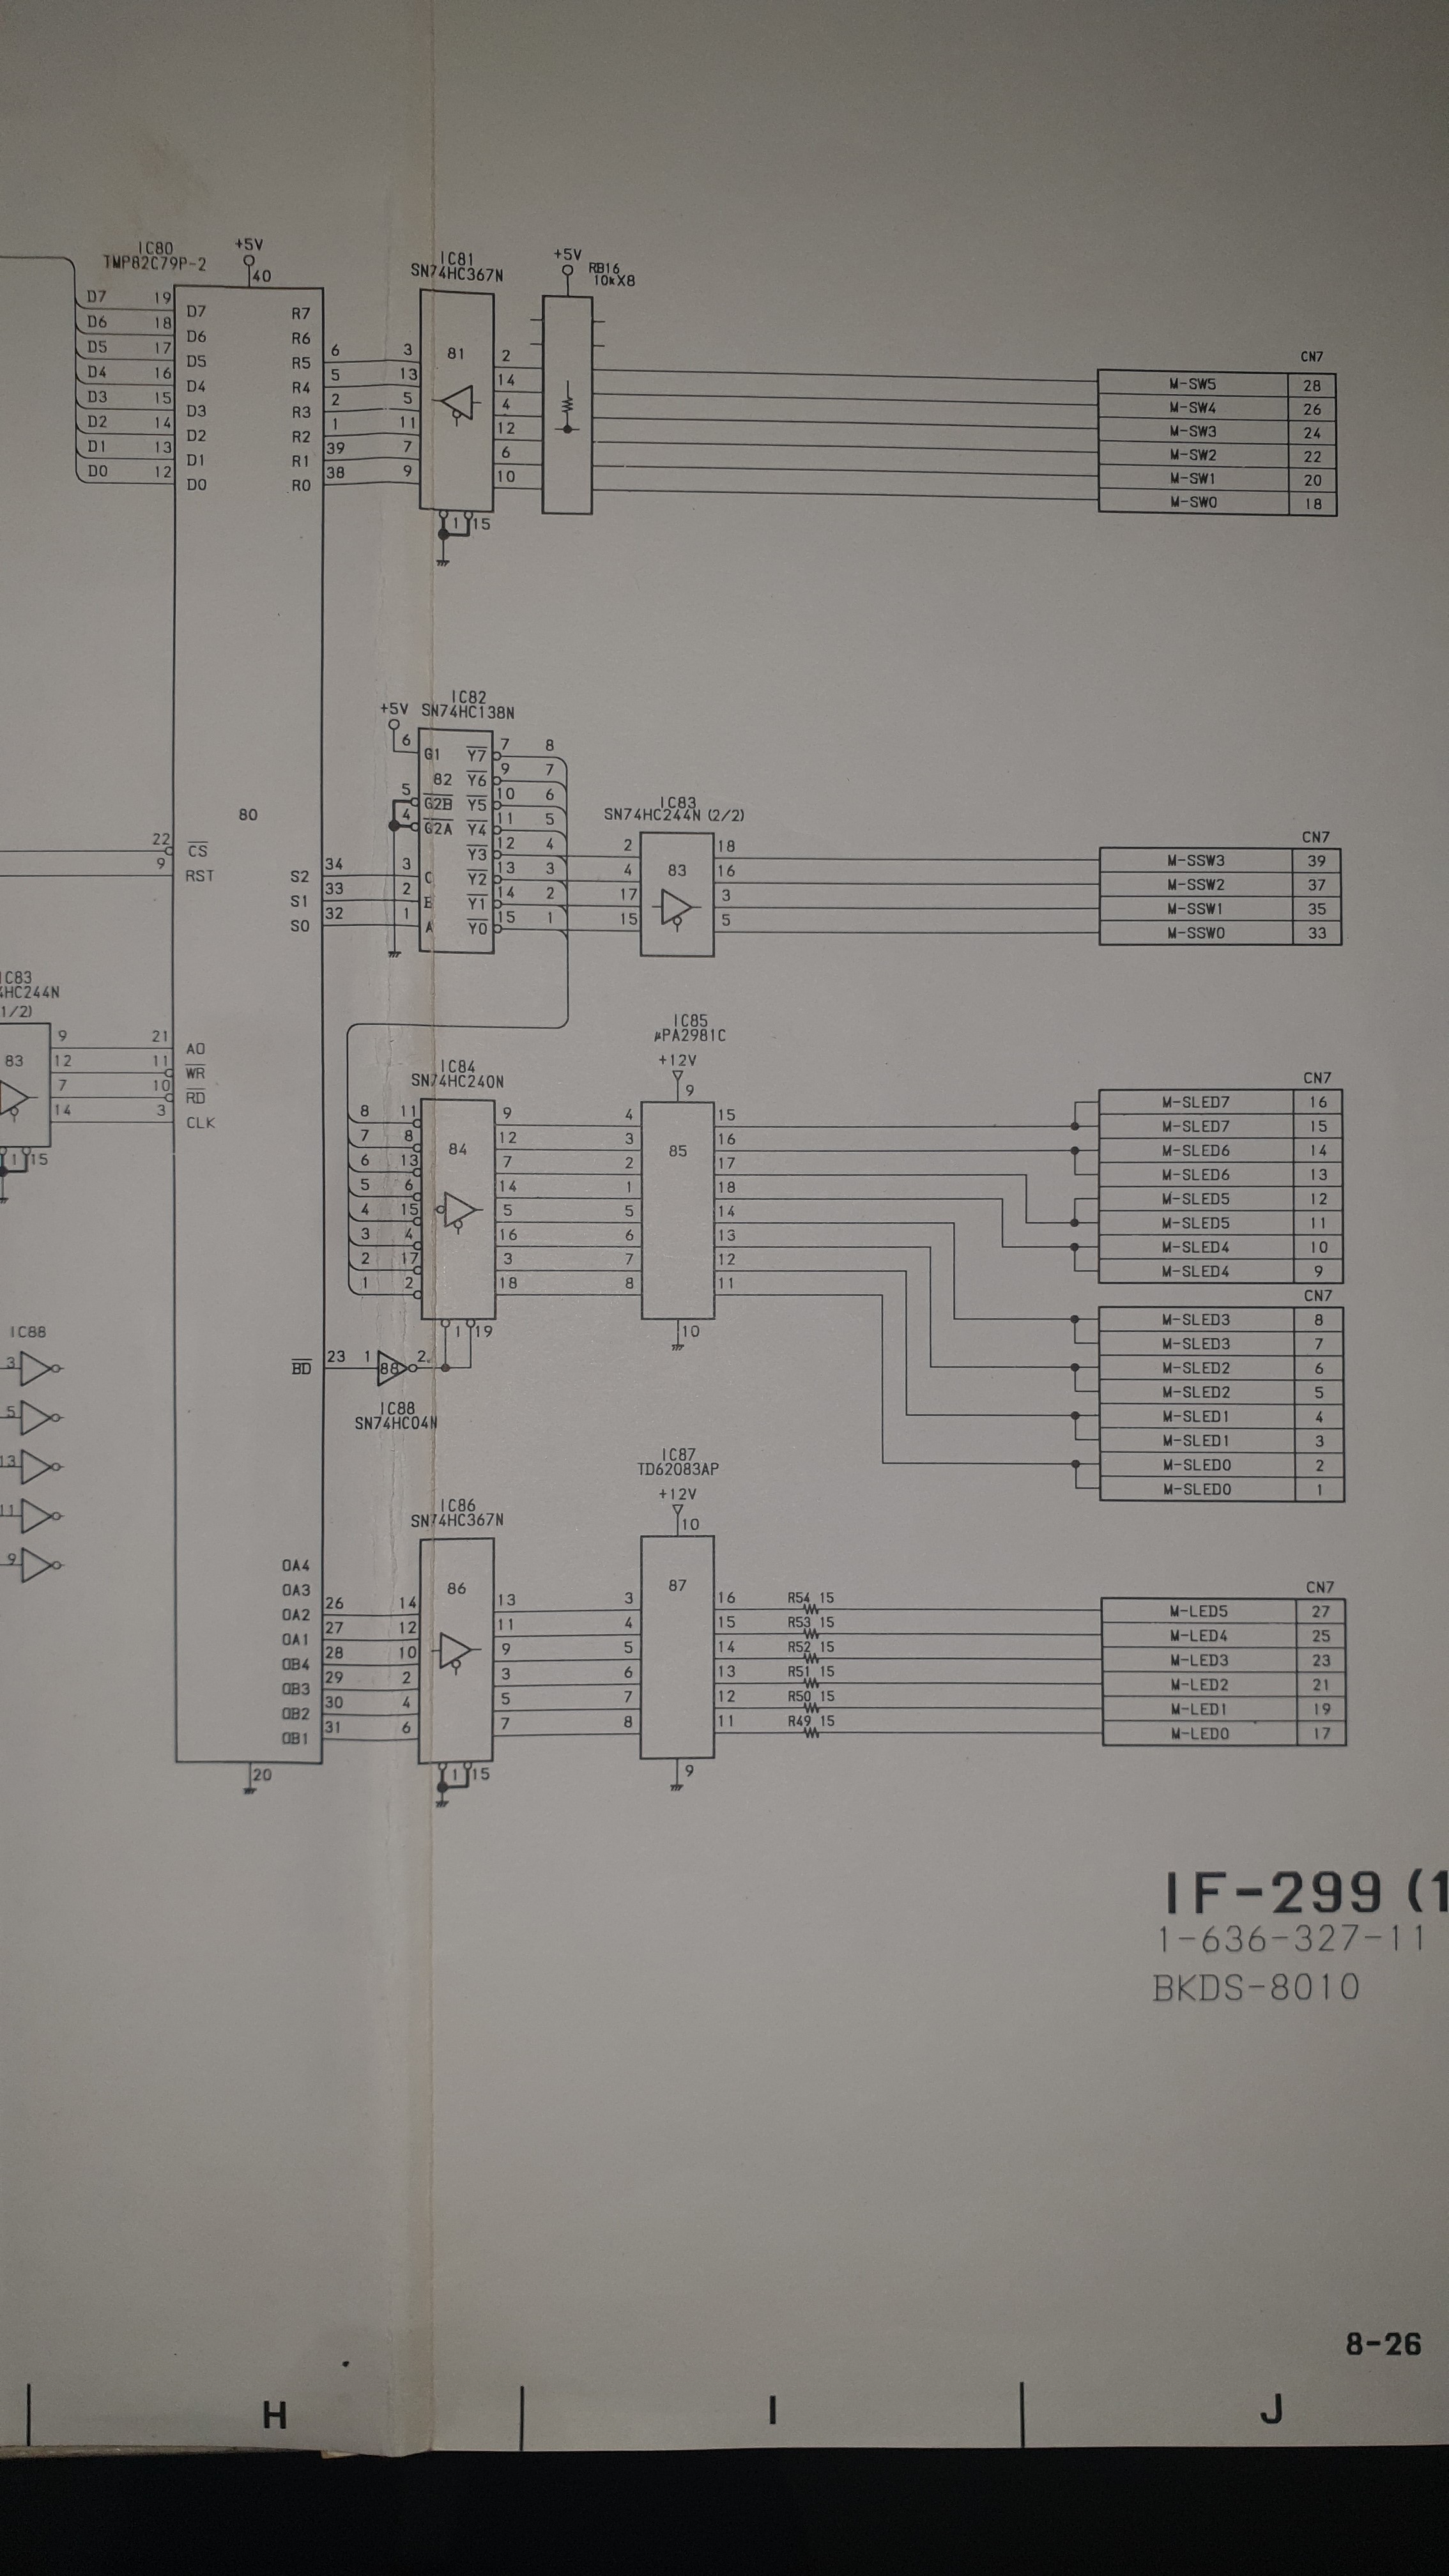 IC80
TMP82C79P-2
+5V
40
D7 19 D7 R7
D6 18 D6 R6
D5 17 D5 R5 6
D4 16 D4 R4 5
D3 15 D3 R3 2
D2 14 D2 R2 1
D1 13 D1 R1 39
D0 12 D0 R0 38
IC81
SN74HC367N
81
3 2
13 14
5 4
11 12
7 6
9 10
1 15
+5V
RB16
10kX8
CN7
M-SW5 28
M-SW4 26
M-SW3 24
M-SW2 22
M-SW1 20
M-SW0 18
80
22 CS
9 RST
S2 34
S1 33
S0 32
IC82
+5V SN74HC138N
6 G1 Y7 7 8
82 Y6 9 7
5 G2B Y5 10 6
4 G2A Y4 11 5
Y3 12 4
3 C Y2 13 3
2 B Y1 14 2
1 A Y0 15 1
IC83
SN74HC244N (2/2)
83
2 18
4 16
17 3
15 5
CN7
M-SSW3 39
M-SSW2 37
M-SSW1 35
M-SSW0 33
IC83
4HC244N
1/2)
83
9 21 A0
12 11 WR
7 10 RD
14 3 CLK
1 15
IC84
SN74HC240N
84
8 11 9
7 8 12
6 13 7
5 6 14
4 15 5
3 4 16
2 17 3
1 2 18
1 19
IC85
µPA2981C
+12V
9
85
4 15
3 16
2 17
1 18
5 14
6 13
7 12
8 11
10
CN7
M-SLED7 16
M-SLED7 15
M-SLED6 14
M-SLED6 13
M-SLED5 12
M-SLED5 11
M-SLED4 10
M-SLED4 9
CN7
M-SLED3 8
M-SLED3 7
M-SLED2 6
M-SLED2 5
M-SLED1 4
M-SLED1 3
M-SLED0 2
M-SLED0 1
IC88
3
5
13
11
9
BD 23 1 88 2
IC88
SN74HC04N
OA4
OA3
OA2 26
OA1 27
OB4 28
OB3 29
OB2 30
OB1 31
20
IC86
SN74HC367N
86
14 13
12 11
10 9
2 3
4 5
6 7
1 15
IC87
TD62083AP
+12V
10
87
3 16 R54 15
4 15 R53 15
5 14 R52 15
6 13 R51 15
7 12 R50 15
8 11 R49 15
9
CN7
M-LED5 27
M-LED4 25
M-LED3 23
M-LED2 21
M-LED1 19
M-LED0 17
IF-299 (1
1-636-327-11
BKDS-8010
8-26
H I J